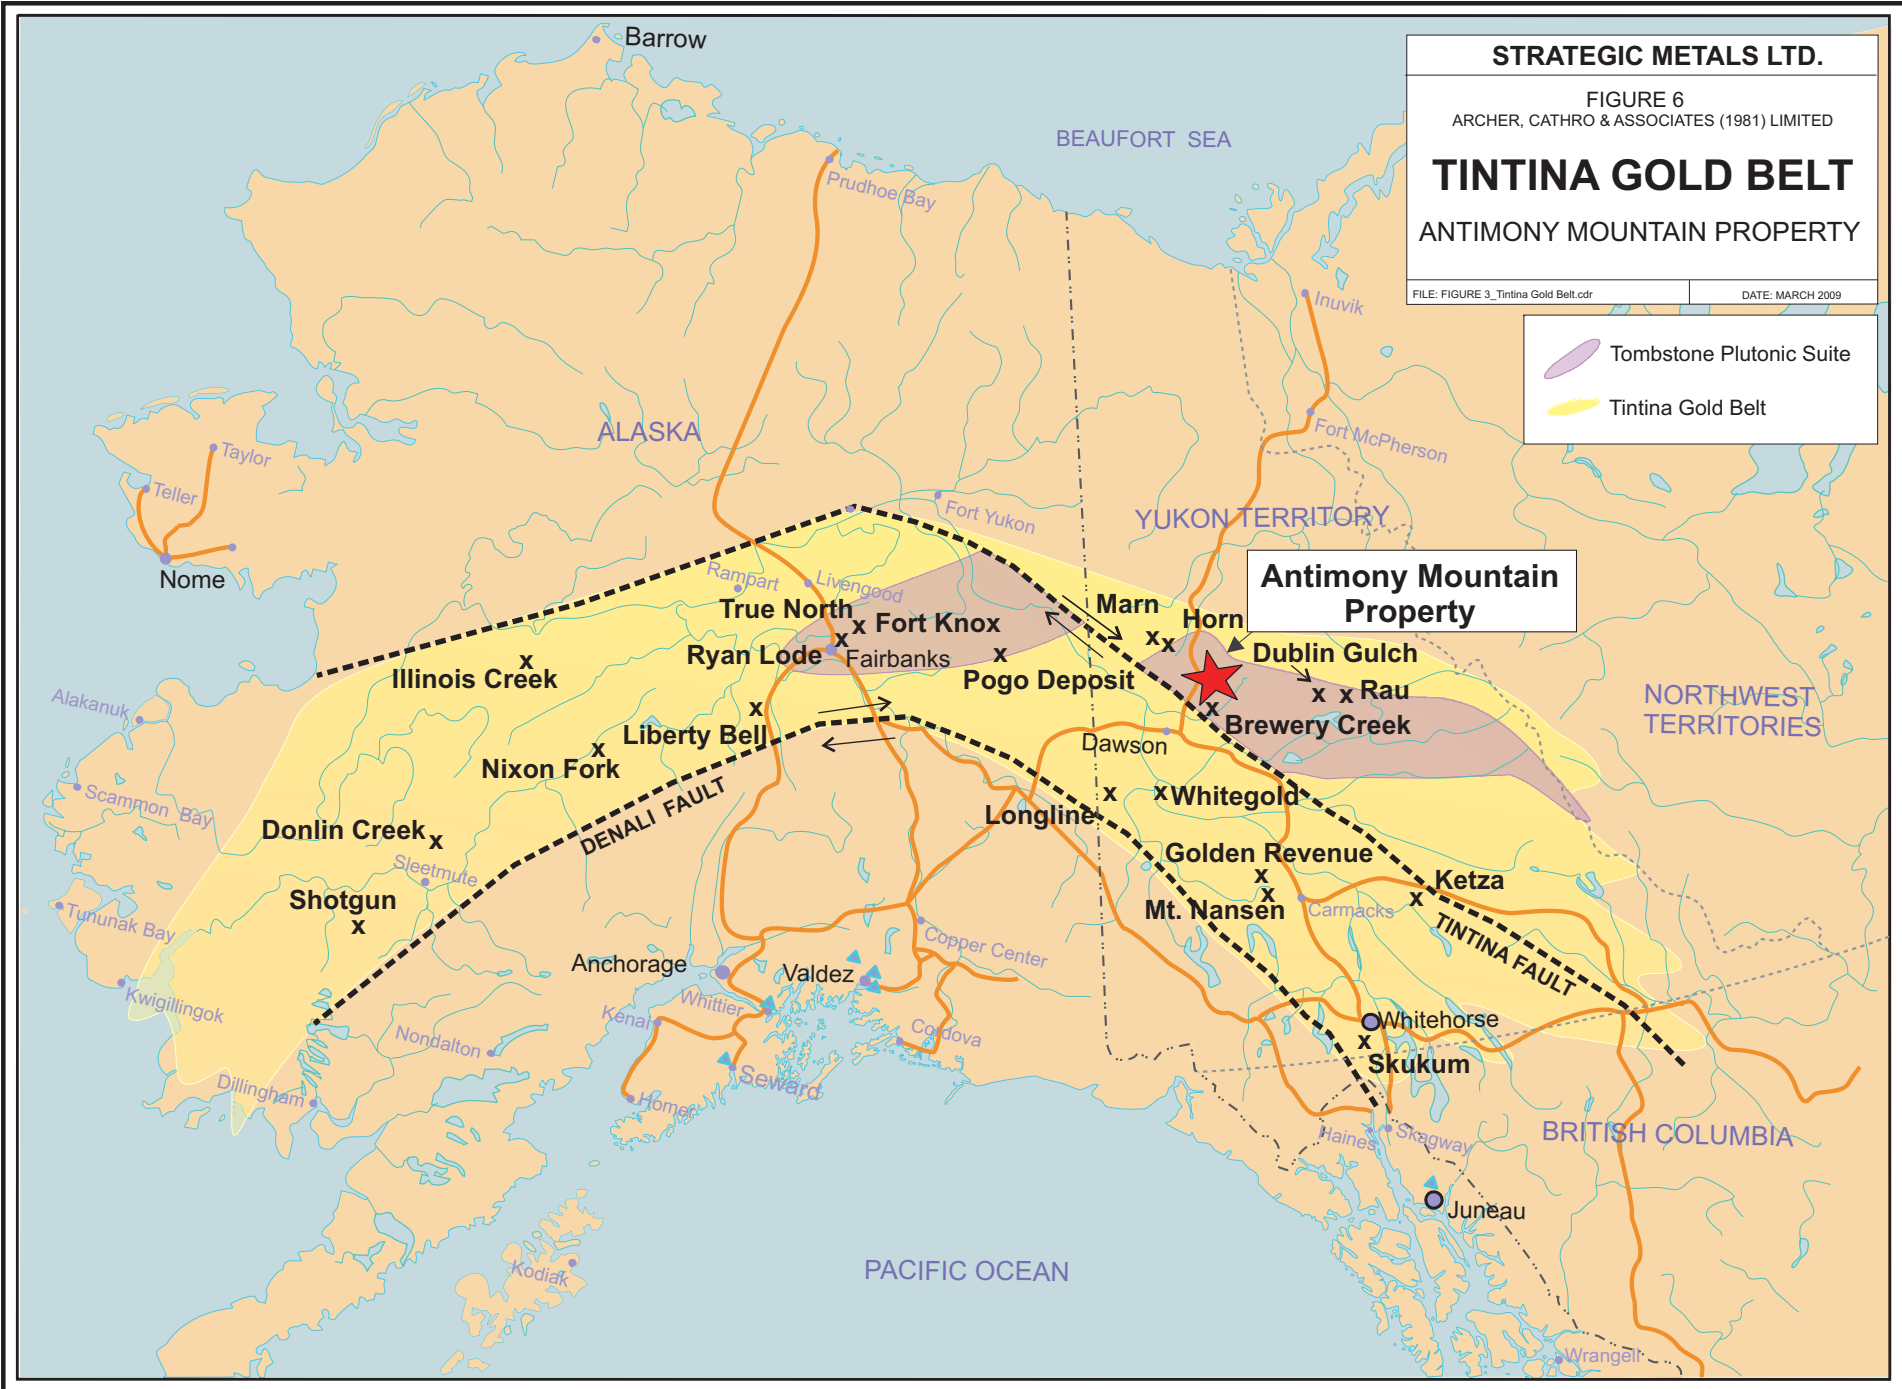 Barrow
STRATEGIC METALS LTD.
FIGURE 6
ARCHER, CATHRO & ASSOCIATES (1981) LIMITED
TINTINA GOLD BELT
ANTIMONY MOUNTAIN PROPERTY
FILE: FIGURE 3_Tintina Gold Belt.cdr
DATE: MARCH 2009
Tombstone Plutonic Suite
Tintina Gold Belt
BEAUFORT SEA
Prudhoe Bay
Inuvik
ALASKA
Fort McPherson
Taylor
Teller
Nome
Fort Yukon
YUKON TERRITORY
Antimony Mountain
Property
Rampart
Livengood
True North
x
x
Fort Knox
Marn
x
x
Horn
Ryan Lode
Fairbanks
x
Pogo Deposit
Dublin Gulch
x
x
Rau
x
Illinois Creek
x
Brewery Creek
NORTHWEST
TERRITORIES
Alakanuk
x
Liberty Bell
x
Nixon Fork
Dawson
Scammon Bay
DENALI FAULT
x
Longline
x
Whitegold
Donlin Creek
x
Sleetmute
Golden Revenue
x
x
Mt. Nansen
Ketza
x
Carmacks
TINTINA FAULT
Shotgun
x
Tununak Bay
Copper Center
Anchorage
Valdez
Kwigillingok
Whittier
Kenai
Cordova
Nondalton
Whitehorse
x
Skukum
Dillingham
Seward
Homer
BRITISH COLUMBIA
Haines
Skagway
Juneau
PACIFIC OCEAN
Kodiak
Wrangell